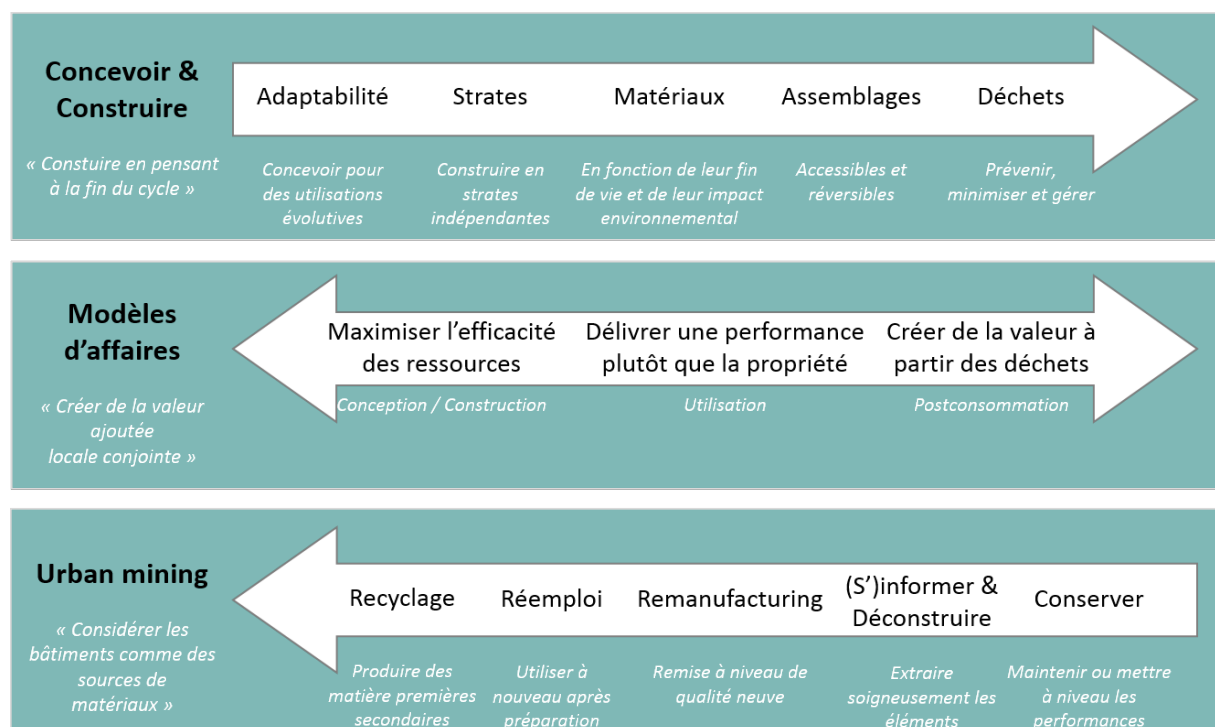 Concevoir &
Construire
« Constuire en pensant
à la fin du cycle »
Adaptabilité
Strates
Matériaux
Assemblages
Déchets
Concevoir pour
des utilisations
évolutives
Construire en
strates
indépendantes
En fonction de leur fin
de vie et de leur impact
environnemental
Accessibles et
réversibles
Prévenir,
minimiser et gérer
Modèles
d’affaires
« Créer de la valeur
ajoutée
locale conjointe »
Maximiser l’efficacité
des ressources
Délivrer une performance
plutôt que la propriété
Créer de la valeur à
partir des déchets
Conception / Construction
Utilisation
Postconsommation
Urban mining
« Considérer les
bâtiments comme des
sources de
matériaux »
Recyclage
Réemploi
Remanufacturing
(S’)informer &
Déconstruire
Conserver
Produire des
matière premières
secondaires
Utiliser à
nouveau après
préparation
Remise à niveau de
qualité neuve
Extraire
soigneusement les
éléments
Maintenir ou mettre
à niveau les
performances